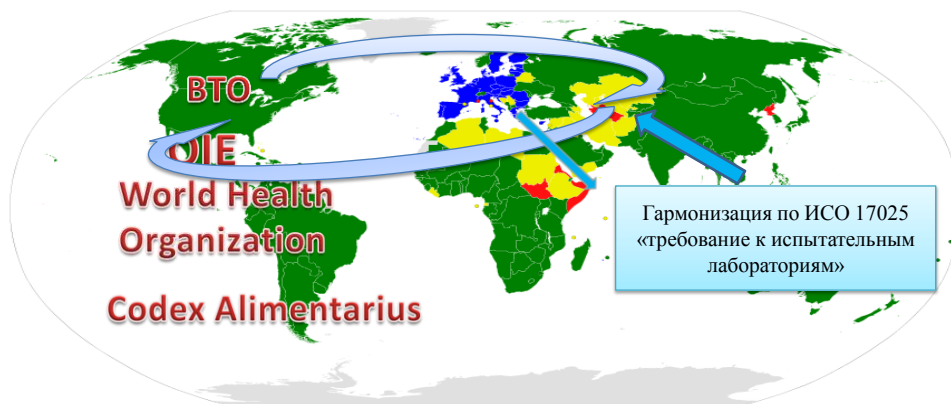 ВТО
OIE
World Health
Organization
Codex Alimentarius
Гармонизация по ИСО 17025
«требование к испытательным
лабораториям»